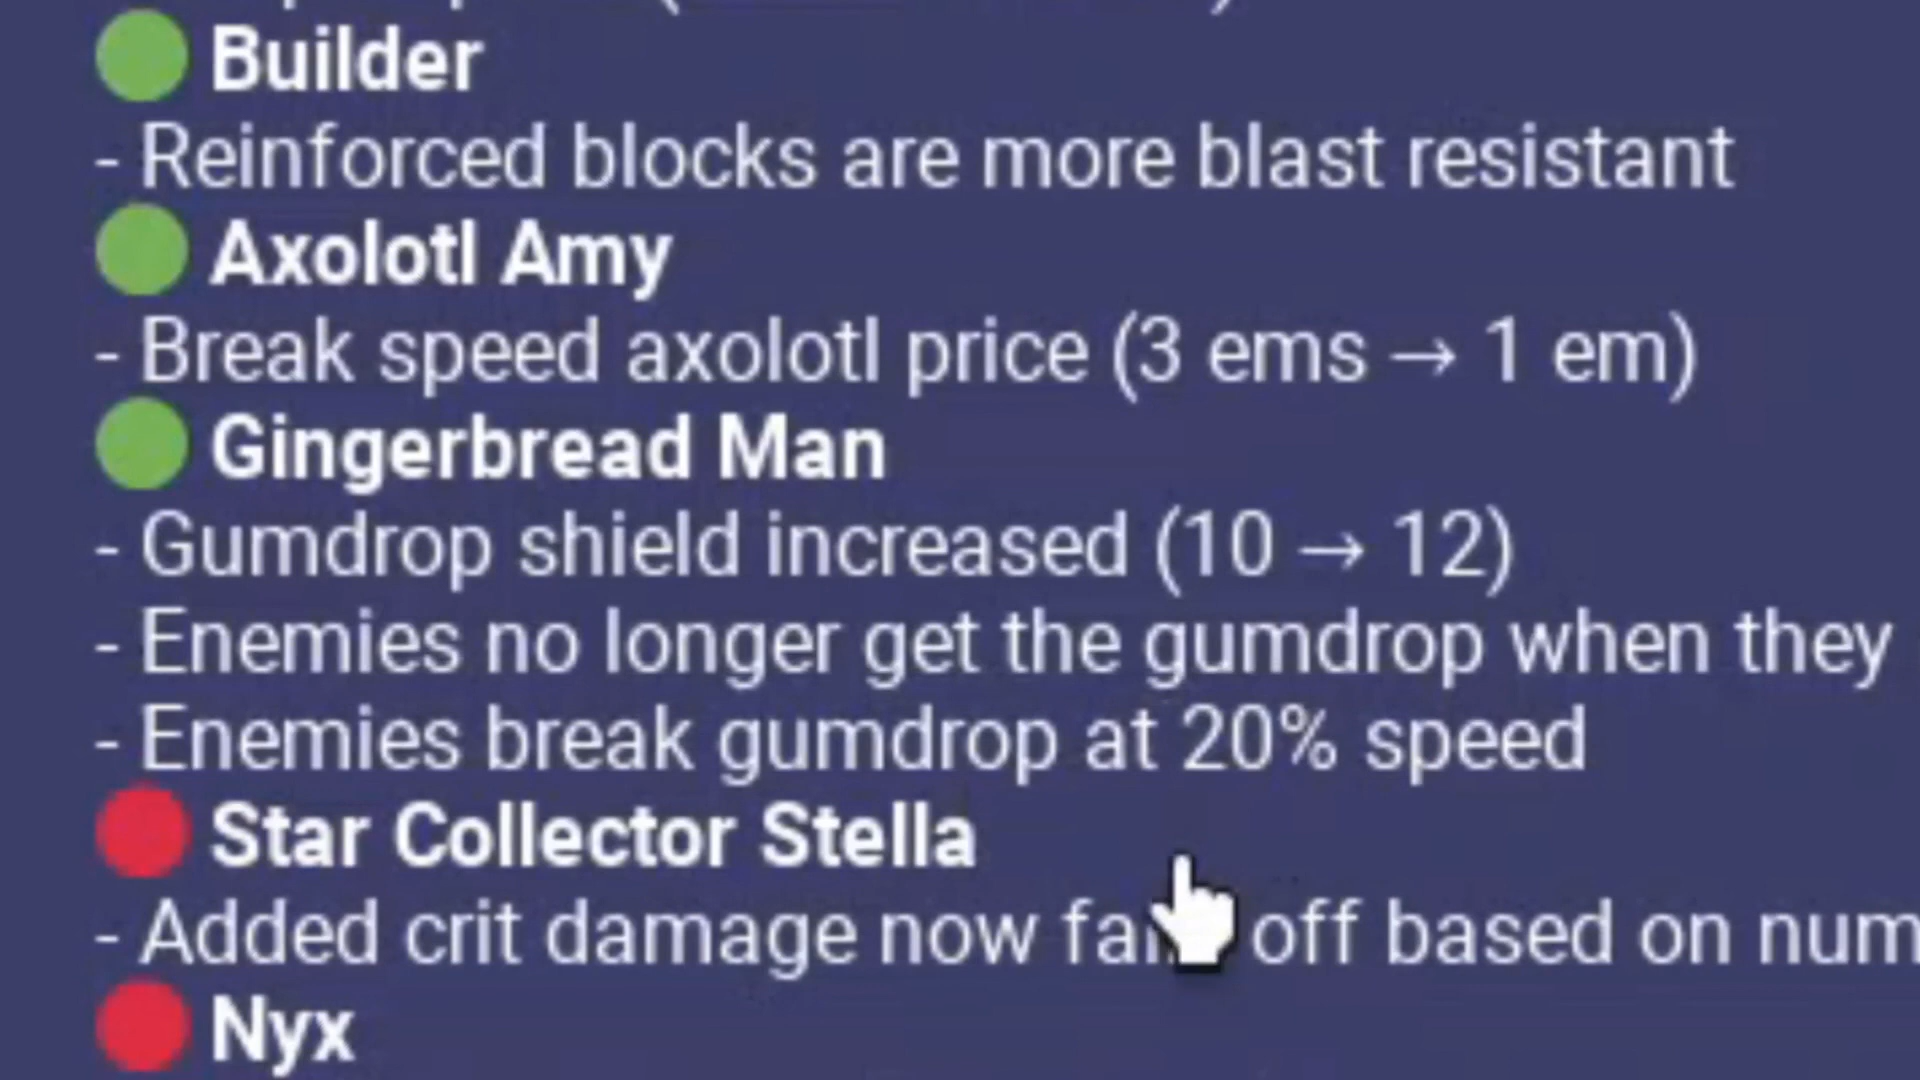 Builder
- Reinforced blocks are more blast resistant
Axolotl Amy
- Break speed axolotl price (3 ems → 1 em)
Gingerbread Man
- Gumdrop shield increased (10 → 12)
- Enemies no longer get the gumdrop when they
- Enemies break gumdrop at 20% speed
Star Collector Stella
- Added crit damage now off based on
Nyx